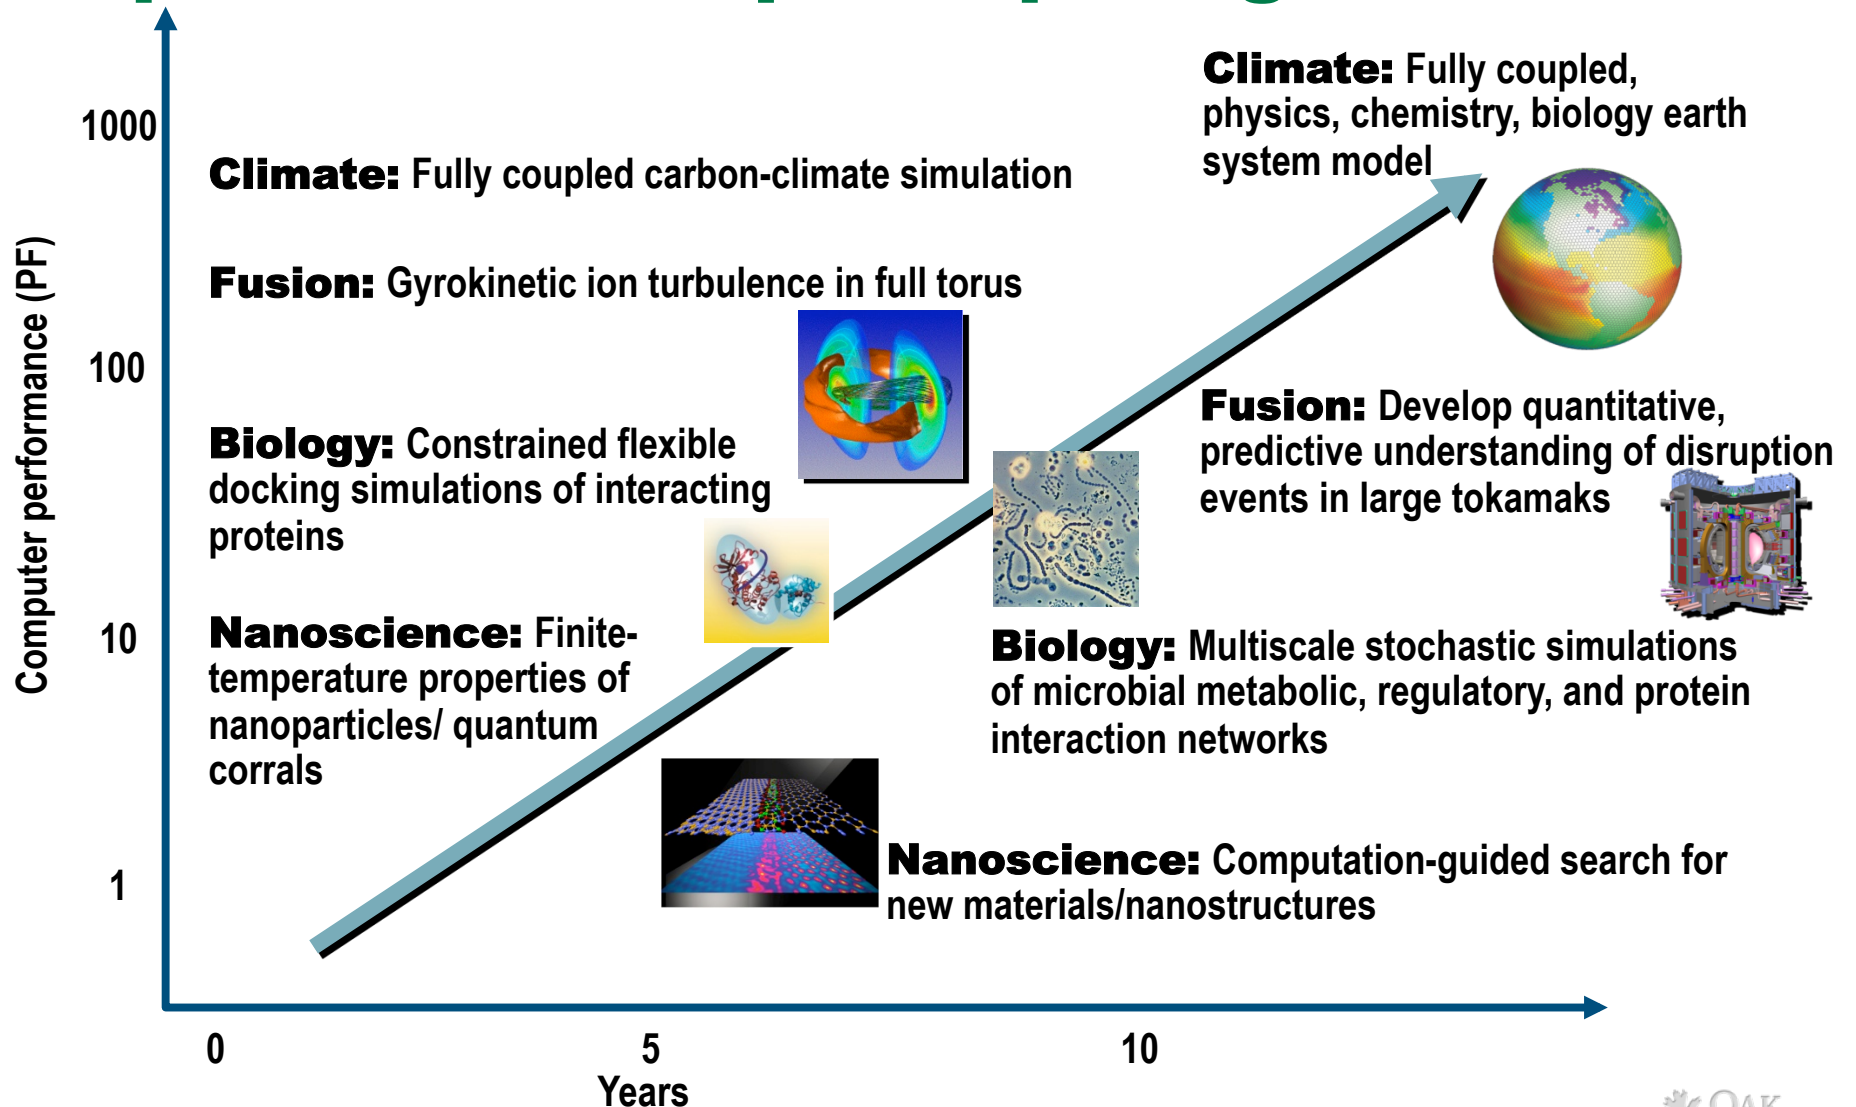 Climate: Fully coupled,
physics, chemistry, biology earth
system model
1000
Climate: Fully coupled carbon-climate simulation
Fusion: Gyrokinetic ion turbulence in full torus
Computer performance (PF)
100
Fusion: Develop quantitative,
predictive understanding of disruption
events in large tokamaks
Biology: Constrained flexible
docking simulations of interacting
proteins
10
Nanoscience: Finite-
temperature properties of
nanoparticles/ quantum
corrals
Biology: Multiscale stochastic simulations
of microbial metabolic, regulatory, and protein
interaction networks
1
Nanoscience: Computation-guided search for
new materials/nanostructures
0 5 10
Years
OAK